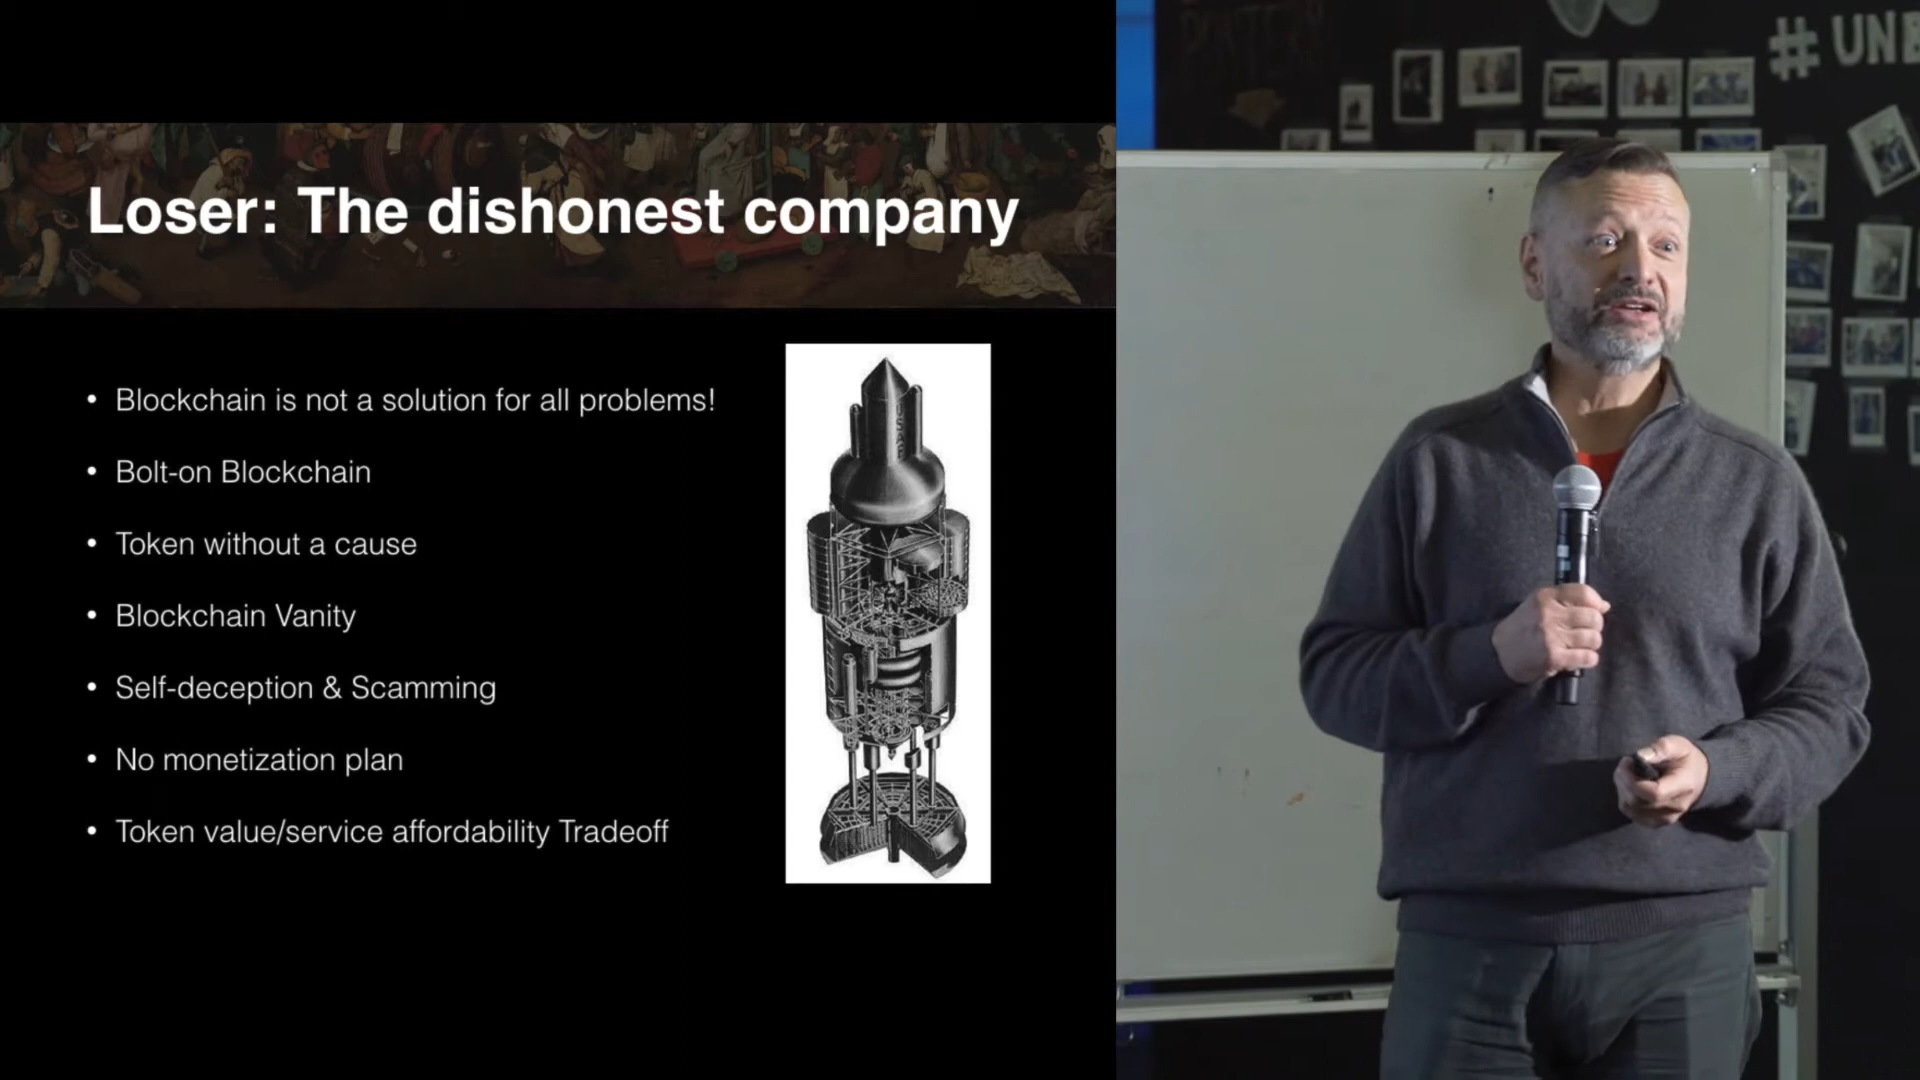 Loser: The dishonest company
• Blockchain is not a solution for all problems!
• Bolt-on Blockchain
• Token without a cause
• Blockchain Vanity
• Self-deception & Scamming
• No monetization plan
• Token value/service affordability Tradeoff
# UNB